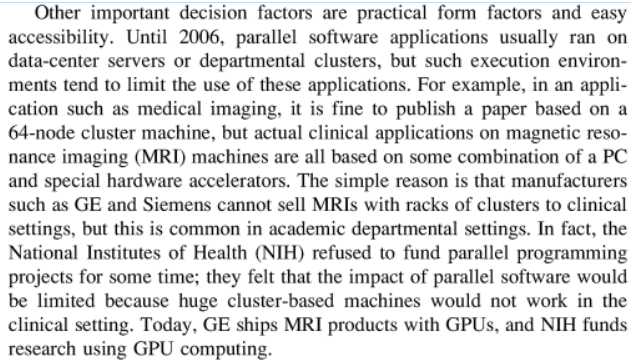 Other important decision factors are practical form factors and easy
accessibility. Until 2006, parallel software applications usually ran on
data-center servers or departmental clusters, but such execution environ-
ments tend to limit the use of these applications. For example, in an appli-
cation such as medical imaging, it is fine to publish a paper based on a
64-node cluster machine, but actual clinical applications on magnetic reso-
nance imaging (MRI) machines are all based on some combination of a PC
and special hardware accelerators. The simple reason is that manufacturers
such as GE and Siemens cannot sell MRIs with racks of clusters to clinical
settings, but this is common in academic departmental settings. In fact, the
National Institutes of Health (NIH) refused to fund parallel programming
projects for some time; they felt that the impact of parallel software would
be limited because huge cluster-based machines would not work in the
clinical setting. Today, GE ships MRI products with GPUs, and NIH funds
research using GPU computing.